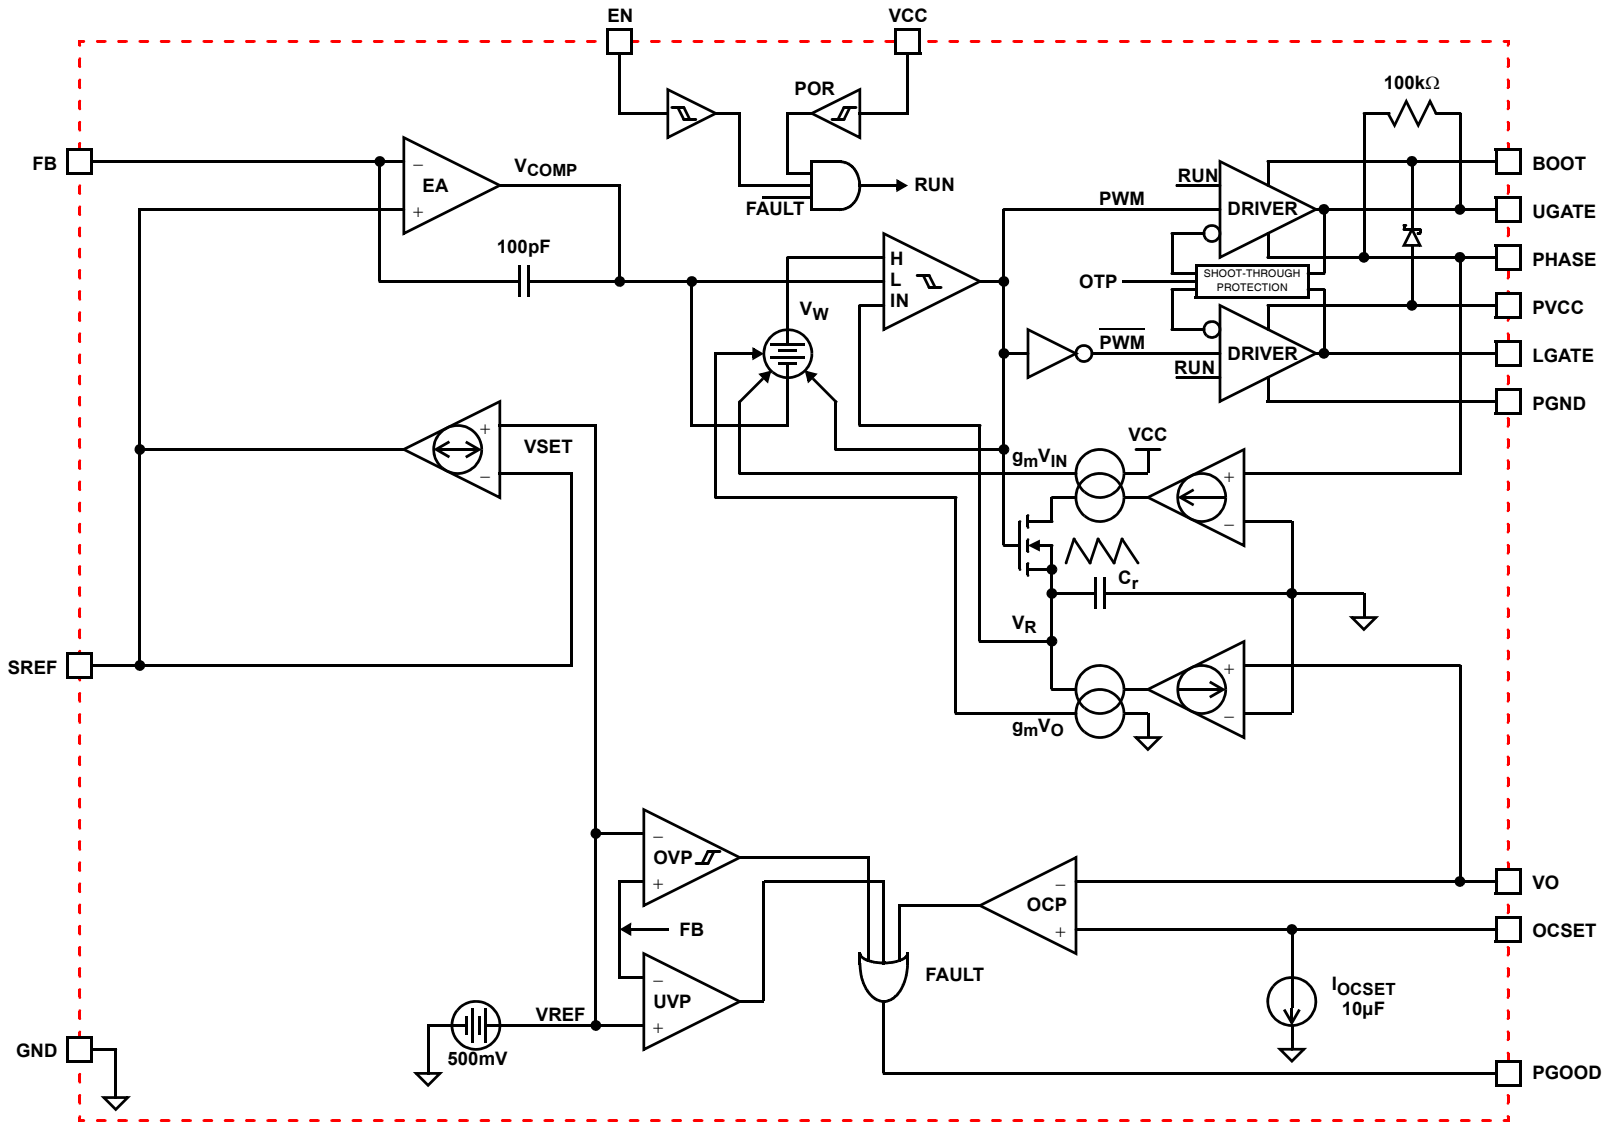 EN
VCC
POR
100kΩ
FB
− EA +
VCOMP
FAULT
RUN
RUN
PWM
DRIVER
BOOT
UGATE
PHASE
PVCC
LGATE
PGND
100pF
H
L
IN
VW
OTP
SHOOT-THROUGH
PROTECTION
PWM
DRIVER
RUN
VSET
+
−
gmVIN
VCC
+
−
Cr
VR
SREF
gmVO
+
−
−
OVP
+
FB
−
UVP
+
VREF
500mV
GND
FAULT
−
OCP
+
VO
OCSET
IOCSET
10µF
PGOOD